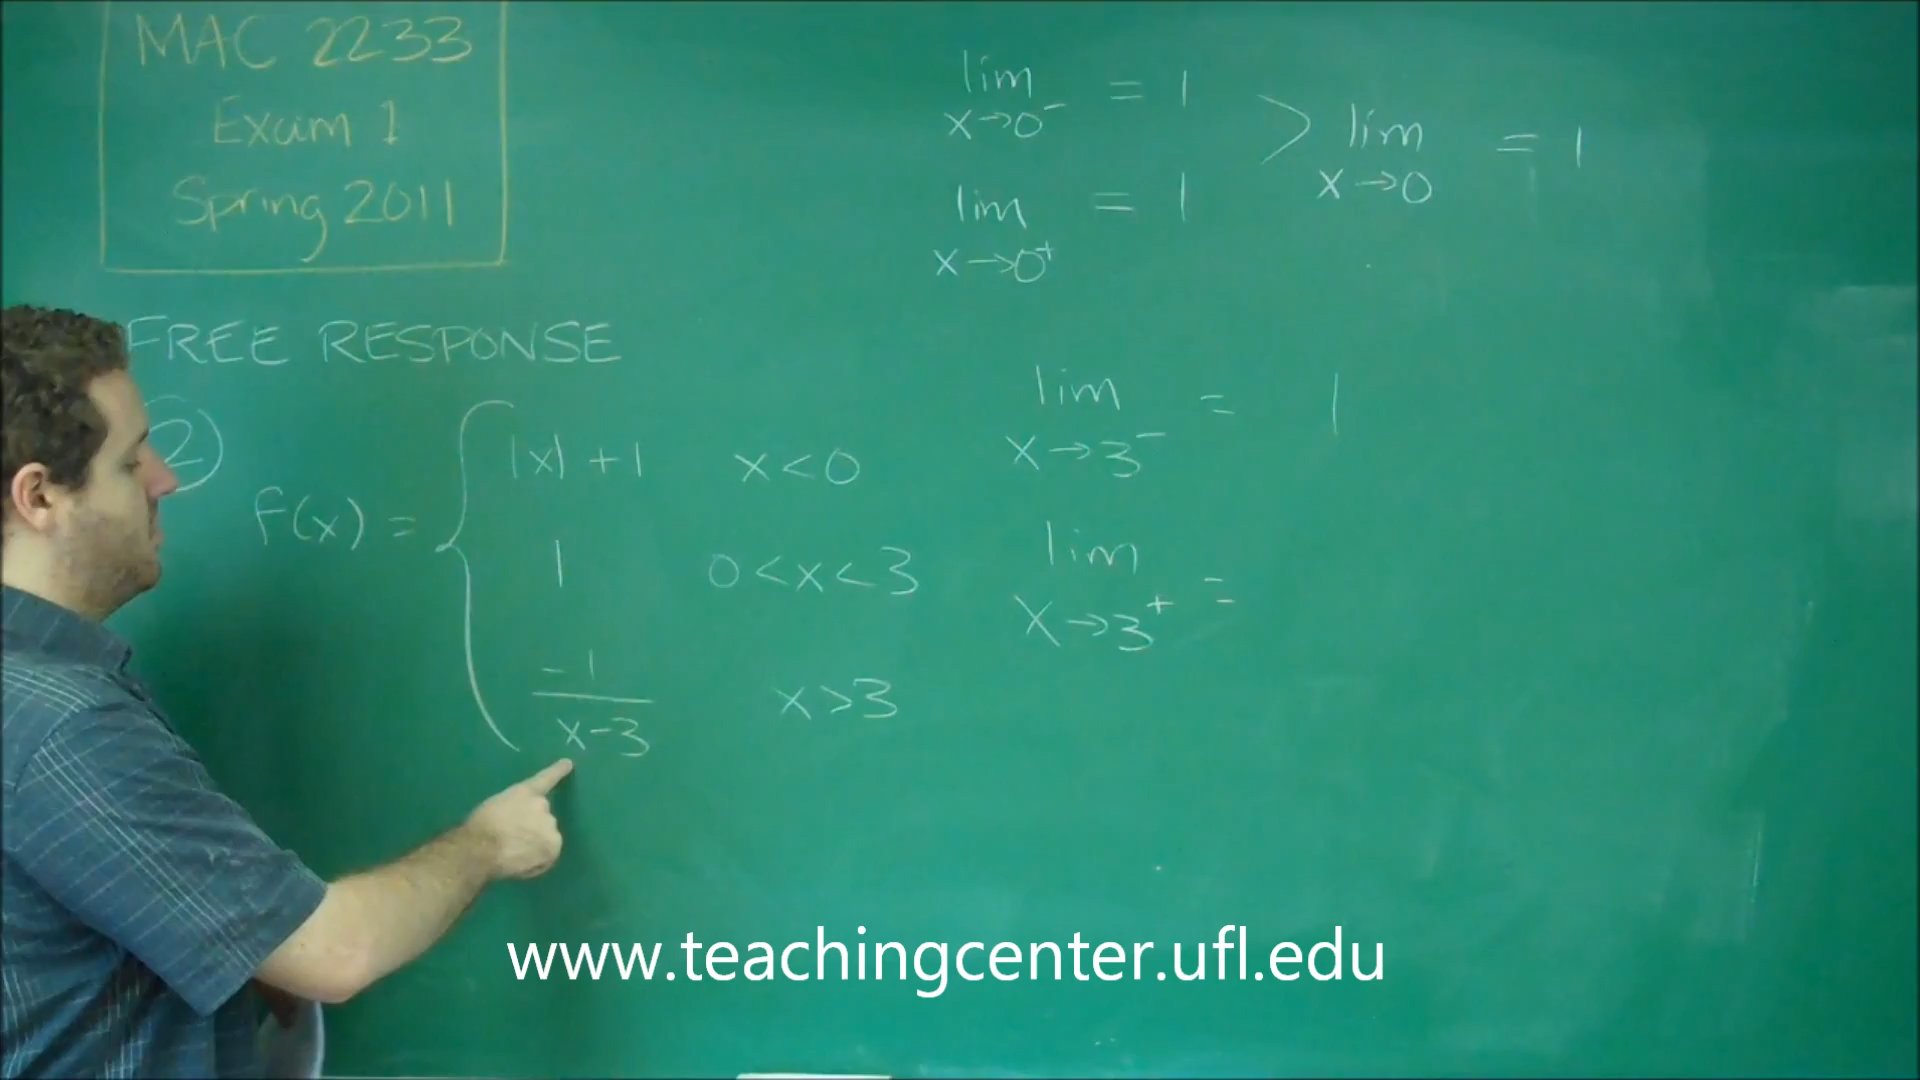 MAC 2233
Exam 1
Spring 2011
FREE RESPONSE
2
f(x) =
|x| + 1 x < 0
1 0 < x < 3
-1
x-3 x > 3
lim = 1
x→0⁻
lim = 1
x→0⁺
> lim = 1
x→0
lim = 1
x→3⁻
lim =
x→3⁺
www.teachingcenter.ufl.edu